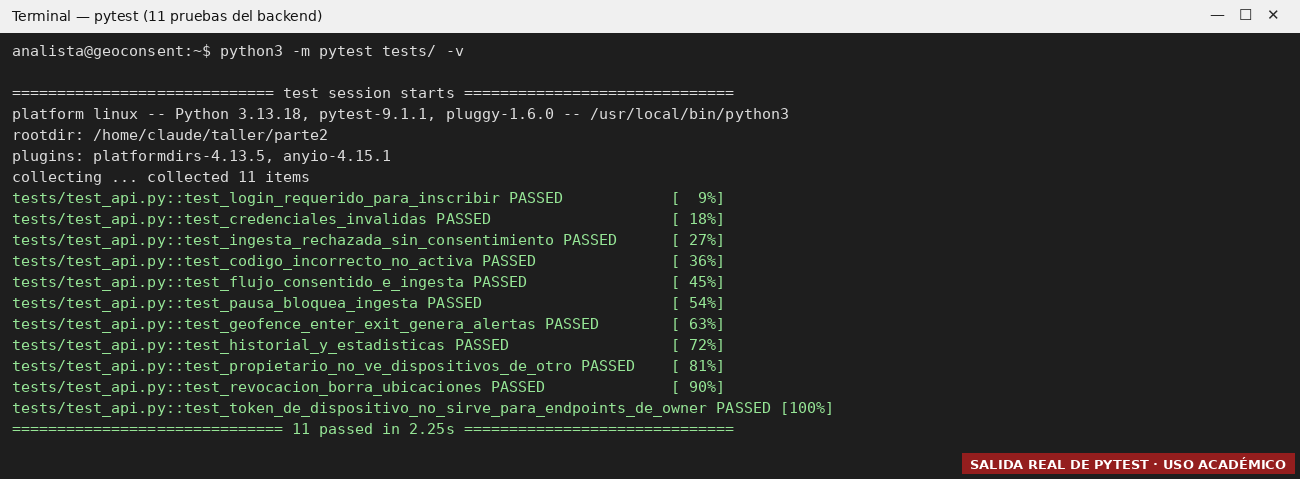 Terminal — pytest (11 pruebas del backend)
analista@geoconsent:~$ python3 -m pytest tests/ -v
============================= test session starts ==============================
platform linux -- Python 3.13.18, pytest-9.1.1, pluggy-1.6.0 -- /usr/local/bin/python3
rootdir: /home/claude/taller/parte2
plugins: platformdirs-4.13.5, anyio-4.15.1
collecting ... collected 11 items
tests/test_api.py::test_login_requerido_para_inscribir PASSED            [  9%]
tests/test_api.py::test_credenciales_invalidas PASSED                    [ 18%]
tests/test_api.py::test_ingesta_rechazada_sin_consentimiento PASSED      [ 27%]
tests/test_api.py::test_codigo_incorrecto_no_activa PASSED               [ 36%]
tests/test_api.py::test_flujo_consentido_e_ingesta PASSED                [ 45%]
tests/test_api.py::test_pausa_bloquea_ingesta PASSED                     [ 54%]
tests/test_api.py::test_geofence_enter_exit_genera_alertas PASSED        [ 63%]
tests/test_api.py::test_historial_y_estadisticas PASSED                  [ 72%]
tests/test_api.py::test_propietario_no_ve_dispositivos_de_otro PASSED    [ 81%]
tests/test_api.py::test_revocacion_borra_ubicaciones PASSED              [ 90%]
tests/test_api.py::test_token_de_dispositivo_no_sirve_para_endpoints_de_owner PASSED [100%]
============================== 11 passed in 2.25s ==============================
SALIDA REAL DE PYTEST · USO ACADÉMICO